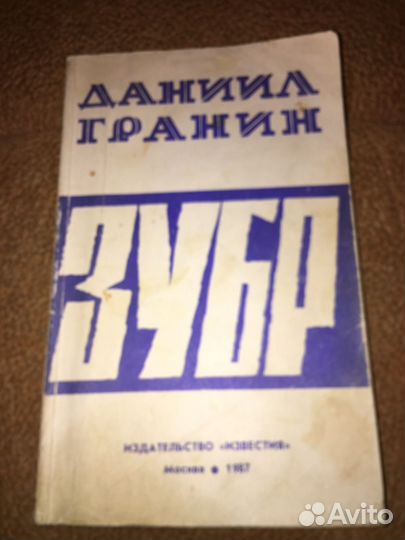 ДАНИИЛ
ГРАНИН
ЗУБР
ИЗДАТЕЛЬСТВО «ИЗВЕСТИЯ»
Москва ● 1987
Avito